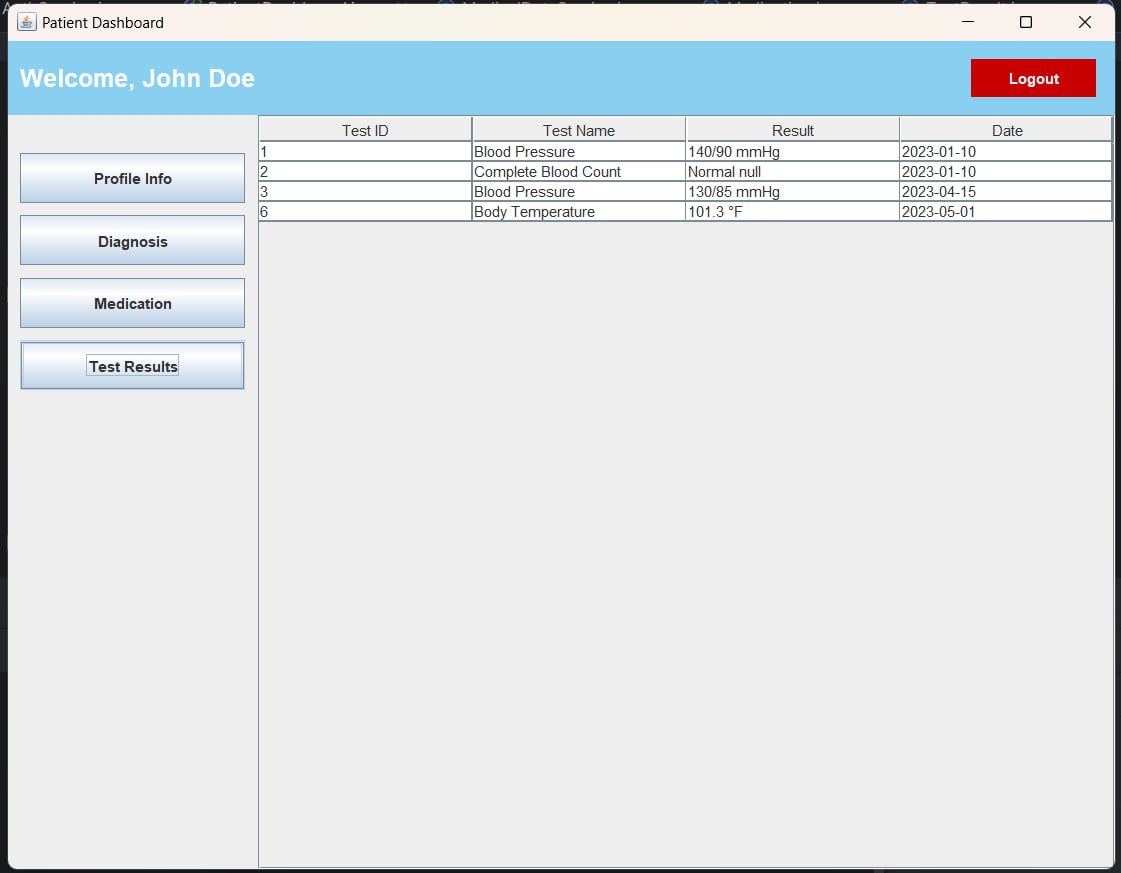 Patient Dashboard
Welcome, John Doe
Logout
Profile Info
Diagnosis
Medication
Test Results
Test ID Test Name Result Date
1 Blood Pressure 140/90 mmHg 2023-01-10
2 Complete Blood Count Normal null 2023-01-10
3 Blood Pressure 130/85 mmHg 2023-04-15
6 Body Temperature 101.3 °F 2023-05-01